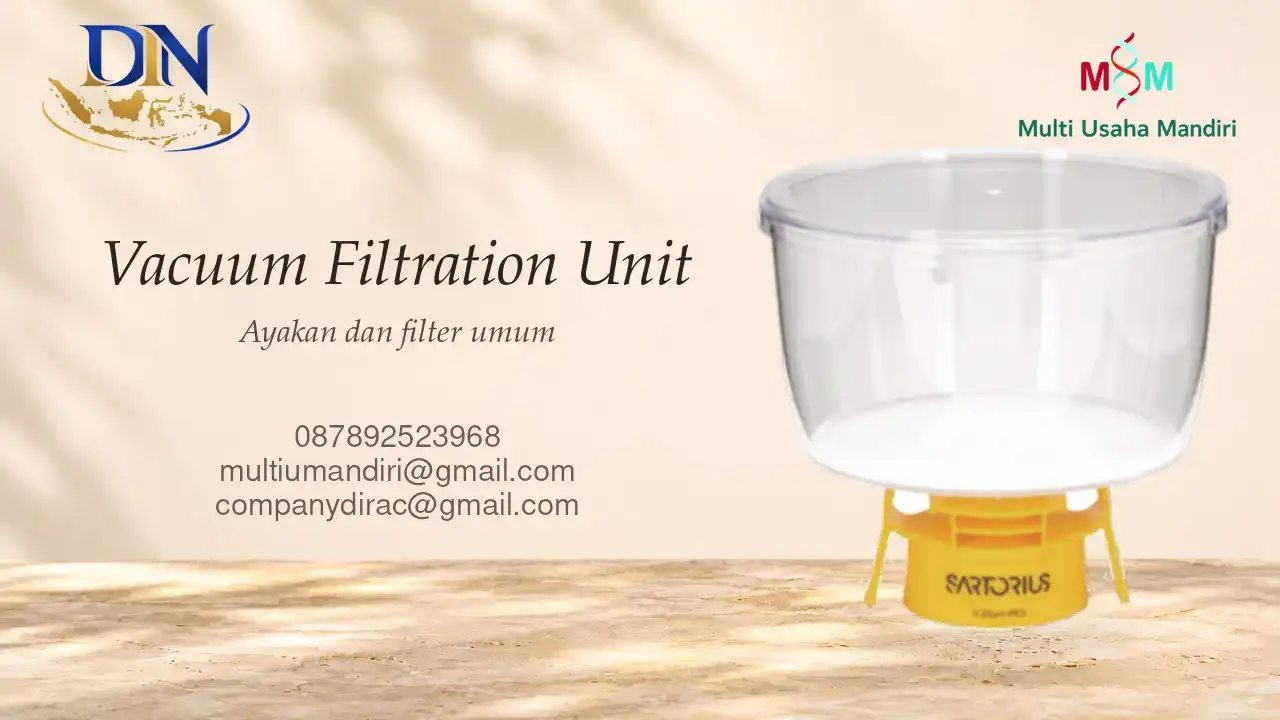 DN
M M
Multi Usaha Mandiri
Vacuum Filtration Unit
Ayakan dan filter umum
087892523968
multiumandiri@gmail.com
companydirac@gmail.com
SARTORIUS